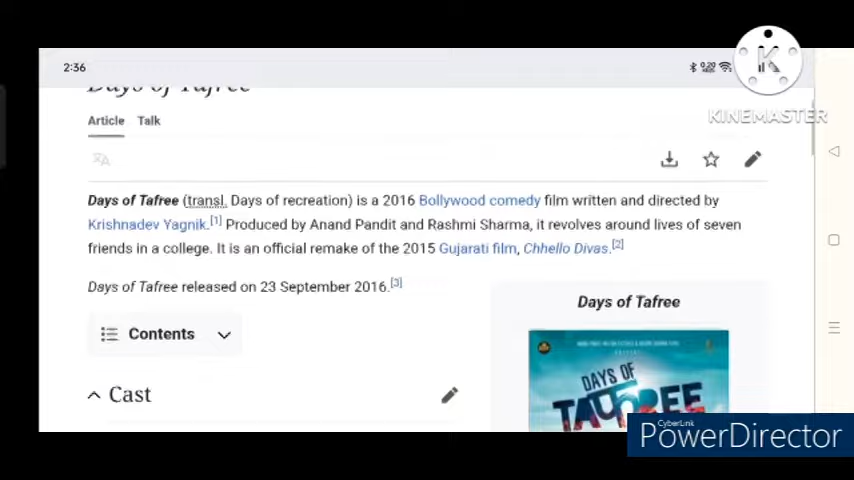 2:36
KINEMASTER
Days of Tafree
Article Talk
Days of Tafree (transl. Days of recreation) is a 2016 Bollywood comedy film written and directed by
Krishnadev Yagnik.[1] Produced by Anand Pandit and Rashmi Sharma, it revolves around lives of seven
friends in a college. It is an official remake of the 2015 Gujarati film, Chhello Divas.[2]
Days of Tafree released on 23 September 2016.[3]
Days of Tafree
Contents
DAYS OF
TAFREE
Cast
CyberLink
PowerDirector